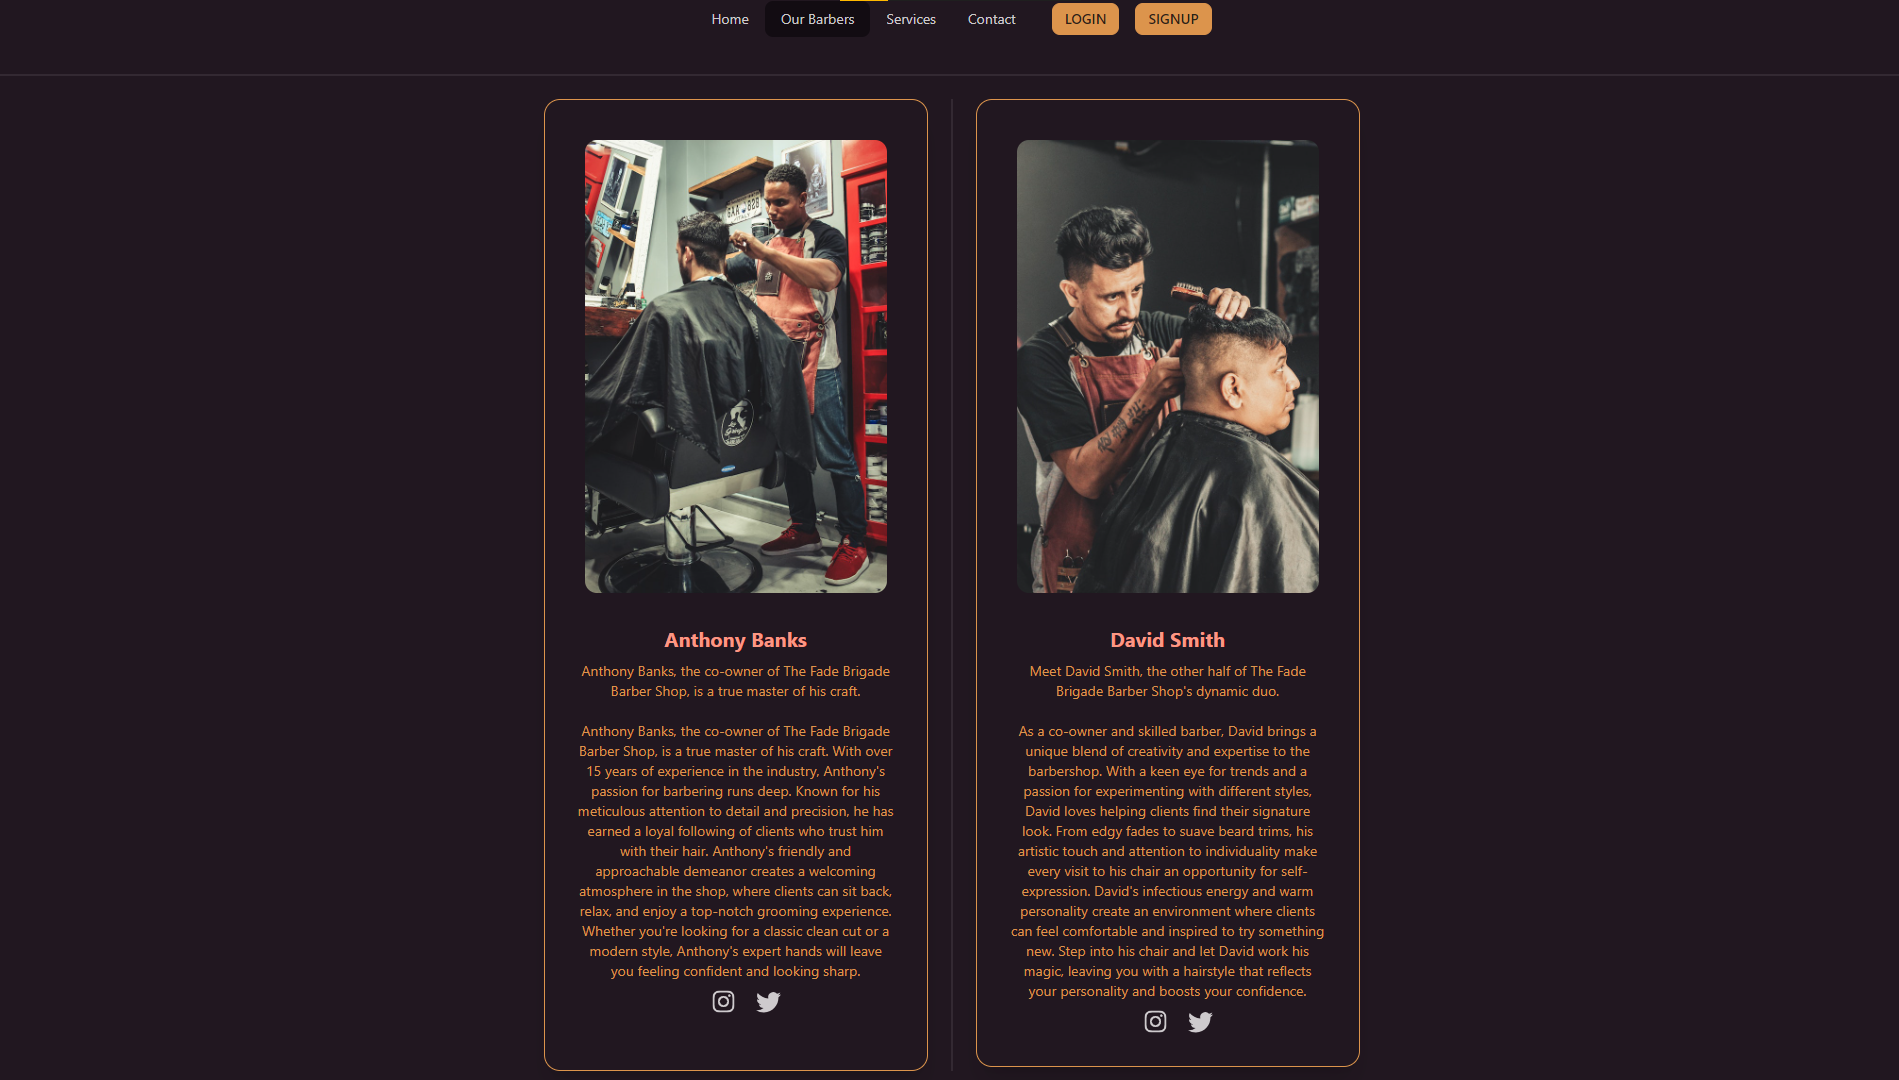 Home
Our Barbers
Services
Contact
LOGIN
SIGNUP
Anthony Banks
Anthony Banks, the co-owner of The Fade Brigade
Barber Shop, is a true master of his craft.
Anthony Banks, the co-owner of The Fade Brigade
Barber Shop, is a true master of his craft. With over
15 years of experience in the industry, Anthony's
passion for barbering runs deep. Known for his
meticulous attention to detail and precision, he has
earned a loyal following of clients who trust him
with their hair. Anthony's friendly and
approachable demeanor creates a welcoming
atmosphere in the shop, where clients can sit back,
relax, and enjoy a top-notch grooming experience.
Whether you're looking for a classic clean cut or a
modern style, Anthony's expert hands will leave
you feeling confident and looking sharp.
David Smith
Meet David Smith, the other half of The Fade
Brigade Barber Shop's dynamic duo.
As a co-owner and skilled barber, David brings a
unique blend of creativity and expertise to the
barbershop. With a keen eye for trends and a
passion for experimenting with different styles,
David loves helping clients find their signature
look. From edgy fades to suave beard trims, his
artistic touch and attention to individuality make
every visit to his chair an opportunity for self-
expression. David's infectious energy and warm
personality create an environment where clients
can feel comfortable and inspired to try something
new. Step into his chair and let David work his
magic, leaving you with a hairstyle that reflects
your personality and boosts your confidence.